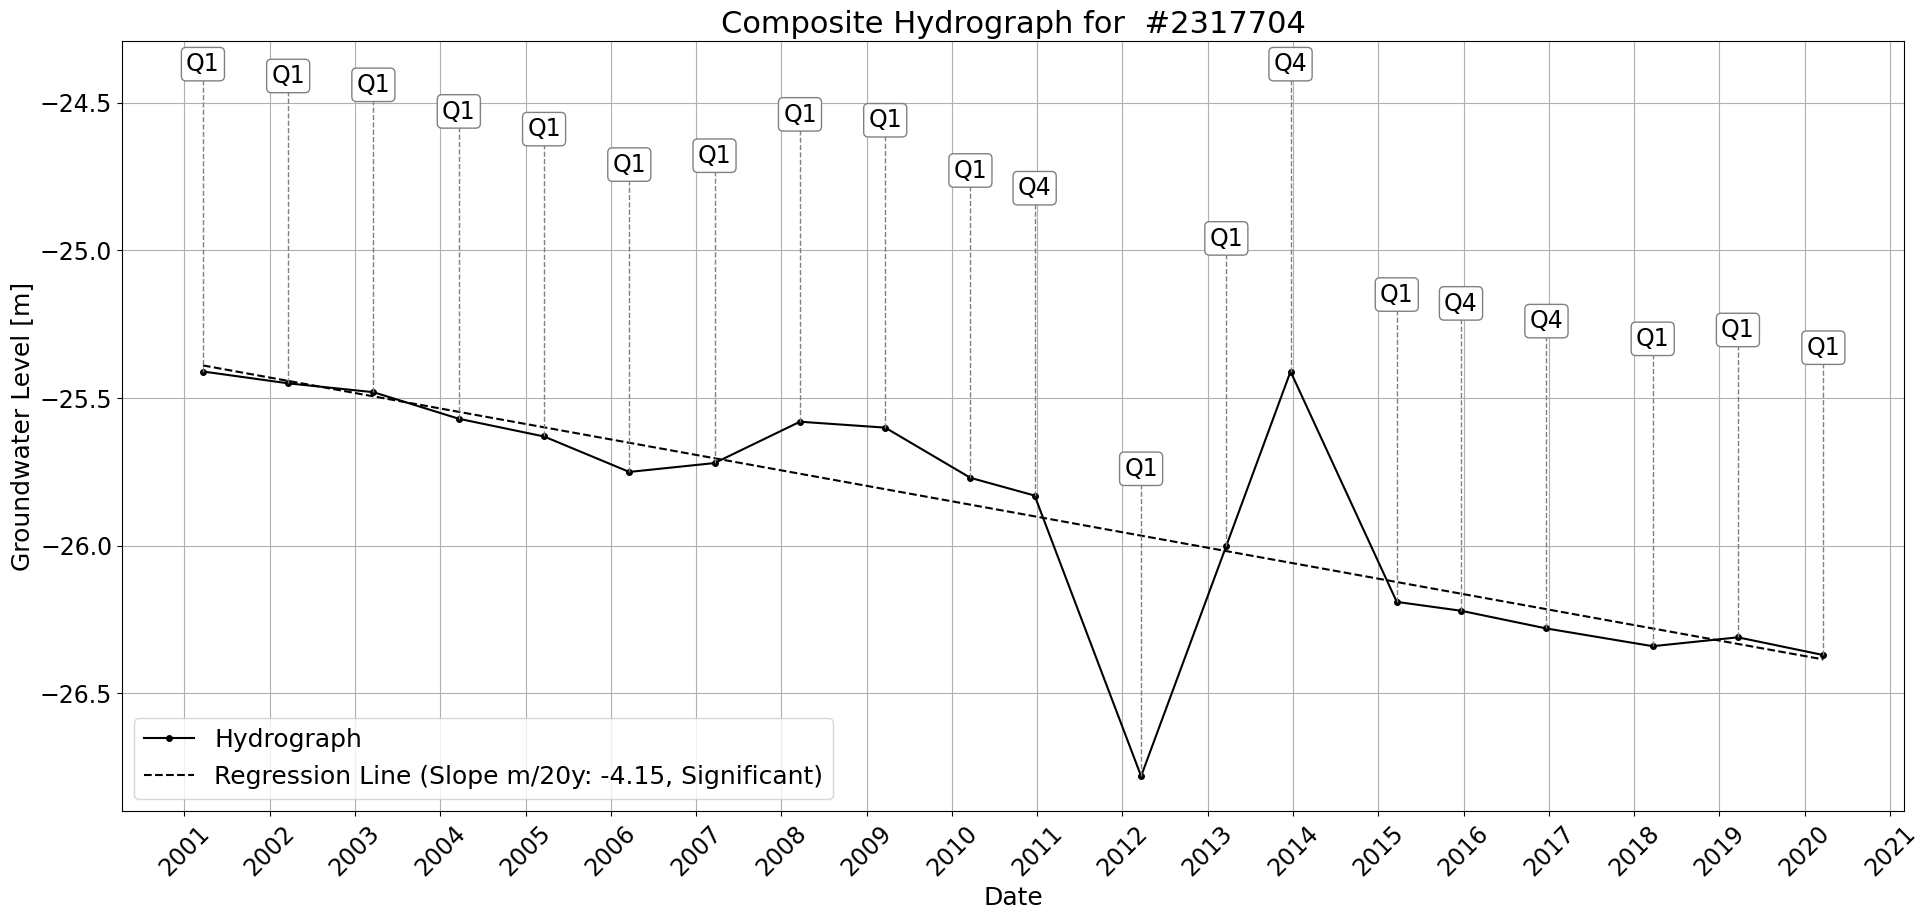 Composite Hydrograph for  #2317704
Q1
Q1
Q1
Q1
Q1
Q1
Q1
Q1
Q1
Q1
Q4
Q1
Q1
Q4
Q1
Q4
Q4
Q1
Q1
Q1
−24.5
−25.0
−25.5
−26.0
−26.5
Groundwater Level [m]
Hydrograph
Regression Line (Slope m/20y: -4.15, Significant)
2001
2002
2003
2004
2005
2006
2007
2008
2009
2010
2011
2012
2013
2014
2015
2016
2017
2018
2019
2020
2021
Date